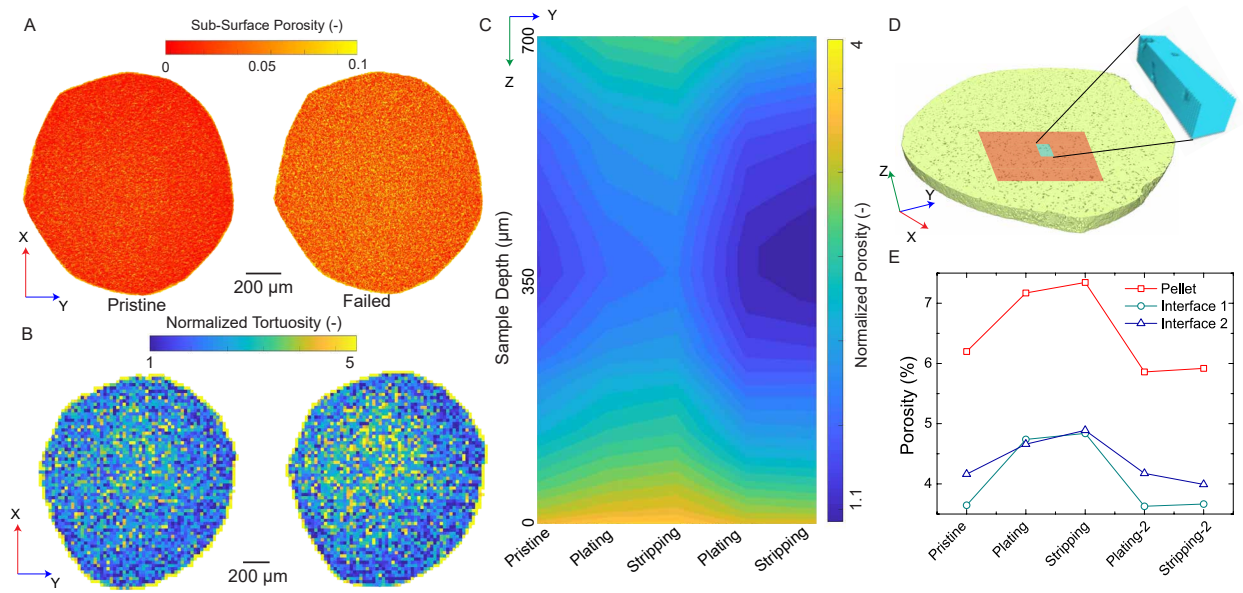 A
Sub-Surface Porosity (-)
0
0.05
0.1
X
Y
Pristine
200 µm
Failed
B
Normalized Tortuosity (-)
1
5
X
Y
200 µm
C
Y
Z
700
350
0
Sample Depth (µm)
Pristine
Plating
Stripping
Plating
Stripping
4
1.1
Normalized Porosity (-)
D
Z
Y
X
E
Pellet
Interface 1
Interface 2
7
6
5
4
Porosity (%)
Pristine
Plating
Stripping
Plating-2
Stripping-2